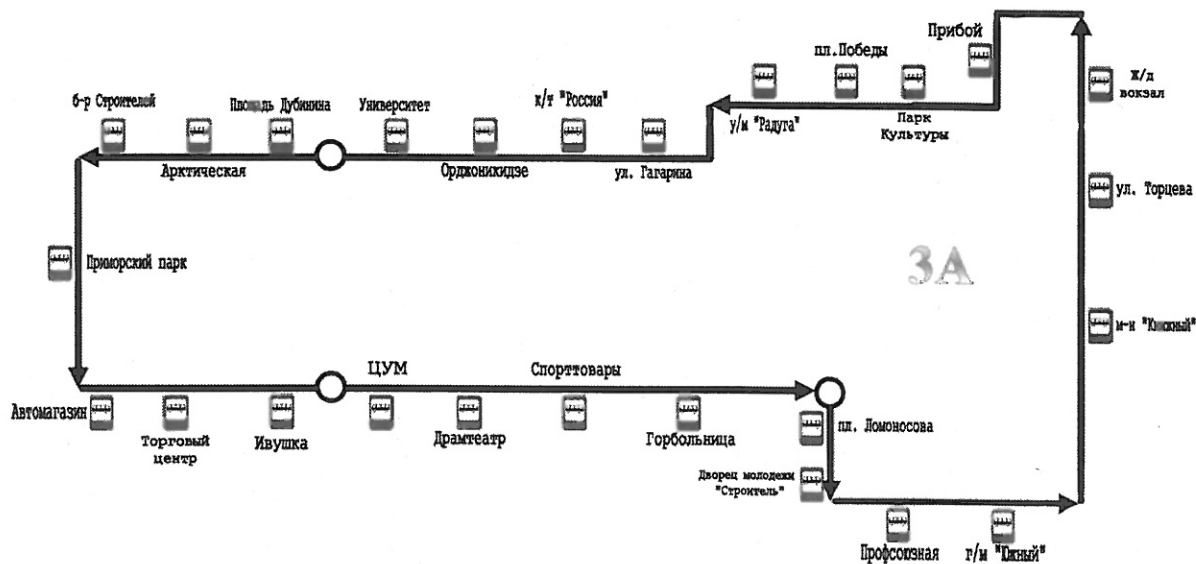 Прибой
пл.Победы
Ж/д
вокзал
к/т "Россия"
б-р Строителей
Площадь Дубинина
Университет
у/м "Радуга"
Парк
Культуры
Арктическая
Орджоникидзе
ул. Гагарина
ул. Торцева
Приморский парк
3А
м-н "Книжный"
ЦУМ
Спорттовары
Автомагазин
Торговый
центр
Ивушка
Драмтеатр
Горбольница
пл. Ломоносова
Дворец молодежи
"Строитель"
Профсоюзная
г/м "Южный"